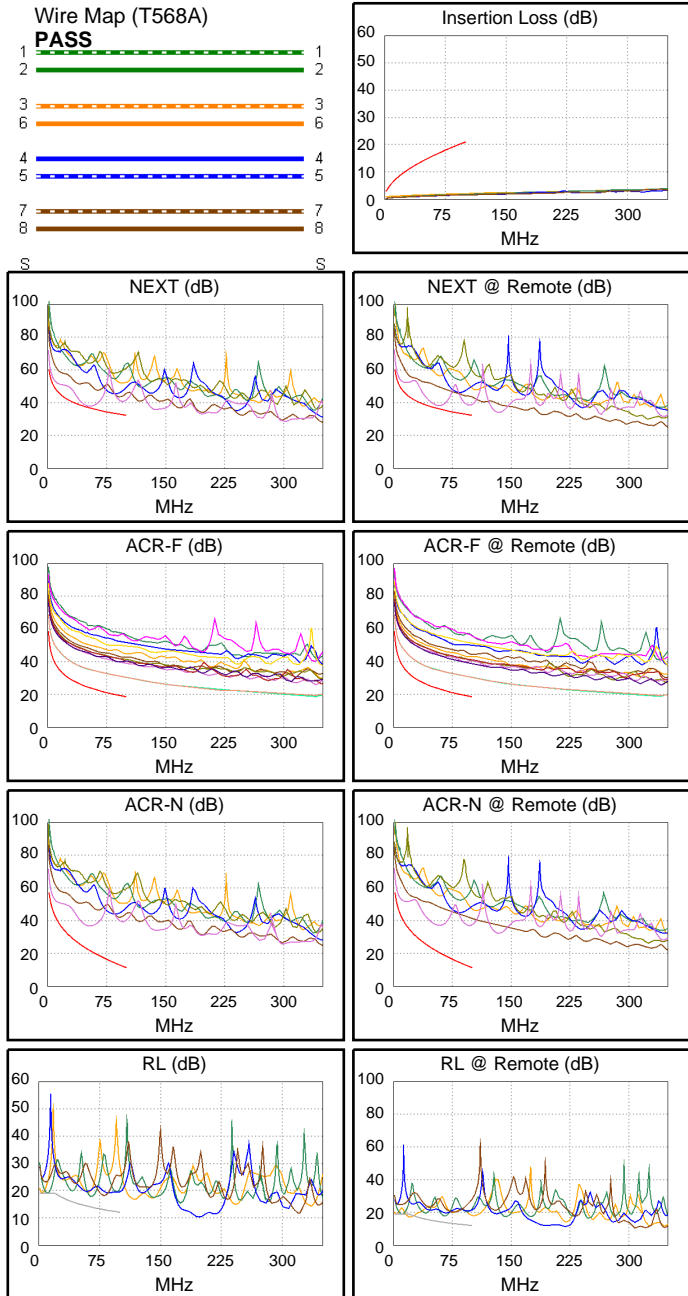 Wire Map (T568A)
PASS
1 1
2 2
3 3
6 6
4 4
5 5
7 7
8 8
S S
Insertion Loss (dB)
60
50
40
30
20
10
0
0 75 150 225 300
MHz
NEXT (dB)
100
80
60
40
20
0
0 75 150 225 300
MHz
NEXT @ Remote (dB)
100
80
60
40
20
0
0 75 150 225 300
MHz
ACR-F (dB)
100
80
60
40
20
0
0 75 150 225 300
MHz
ACR-F @ Remote (dB)
100
80
60
40
20
0
0 75 150 225 300
MHz
ACR-N (dB)
100
80
60
40
20
0
0 75 150 225 300
MHz
ACR-N @ Remote (dB)
100
80
60
40
20
0
0 75 150 225 300
MHz
RL (dB)
60
50
40
30
20
10
0
0 75 150 225 300
MHz
RL @ Remote (dB)
100
80
60
40
20
0
0 75 150 225 300
MHz